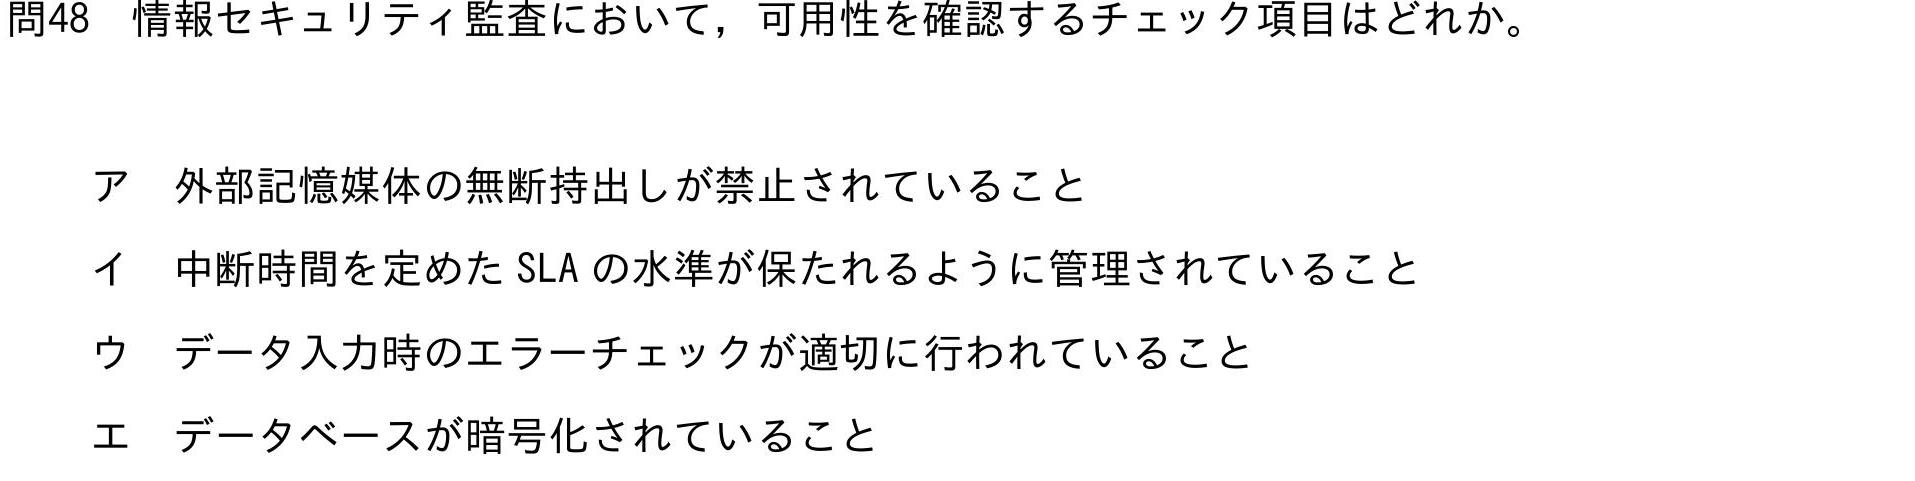 問48　情報セキュリティ監査において，可用性を確認するチェック項目はどれか。
ア　外部記憶媒体の無断持出しが禁止されていること
イ　中断時間を定めた SLA の水準が保たれるように管理されていること
ウ　データ入力時のエラーチェックが適切に行われていること
エ　データベースが暗号化されていること